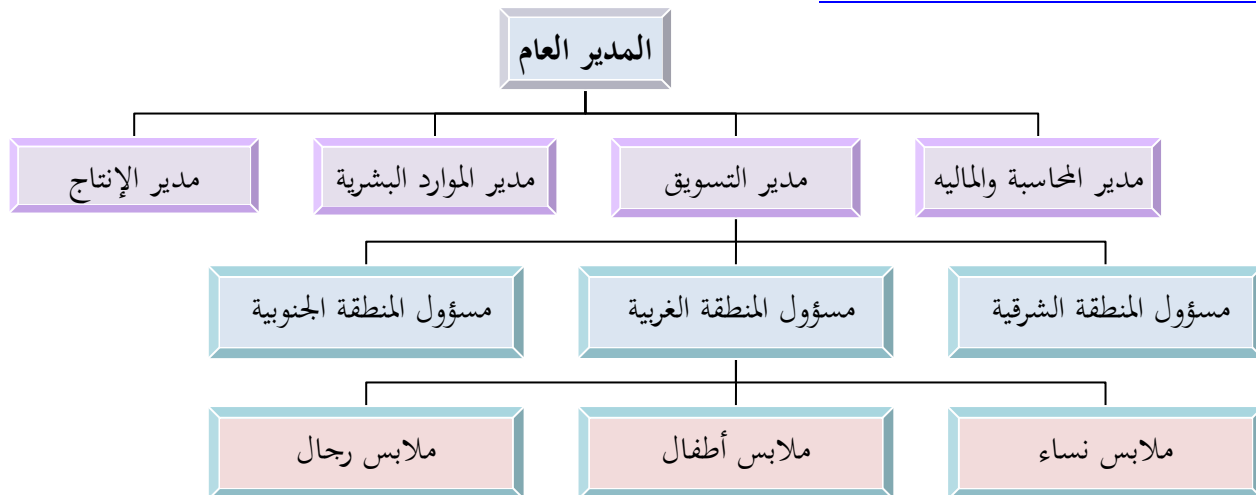 المدير العام
مدير المحاسبة والماليه
مدير التسويق
مدير الموارد البشرية
مدير الإنتاج
مسؤول المنطقة الشرقية
مسؤول المنطقة الغربية
مسؤول المنطقة الجنوبية
ملابس نساء
ملابس أطفال
ملابس رجال